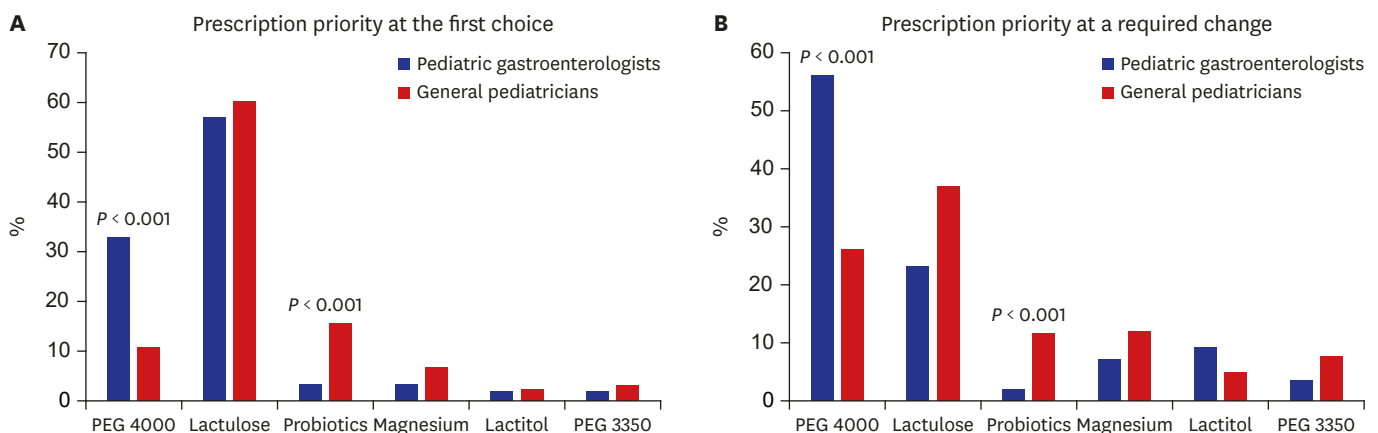 A Prescription priority at the first choice
70
60
50
40
30
20
10
0
%
Pediatric gastroenterologists
General pediatricians
P < 0.001
P < 0.001
PEG 4000 Lactulose Probiotics Magnesium Lactitol PEG 3350
B Prescription priority at a required change
60
50
40
30
20
10
0
%
P < 0.001
Pediatric gastroenterologists
General pediatricians
P < 0.001
PEG 4000 Lactulose Probiotics Magnesium Lactitol PEG 3350